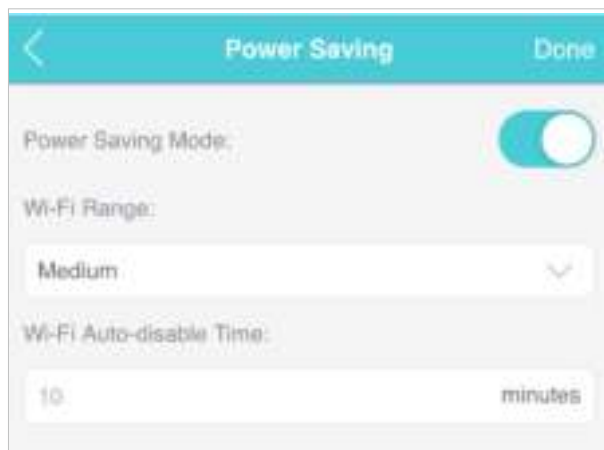 Power Saving Done
Power Saving Mode:
Wi-Fi Range:
Medium
Wi-Fi Auto-disable Time:
10 minutes